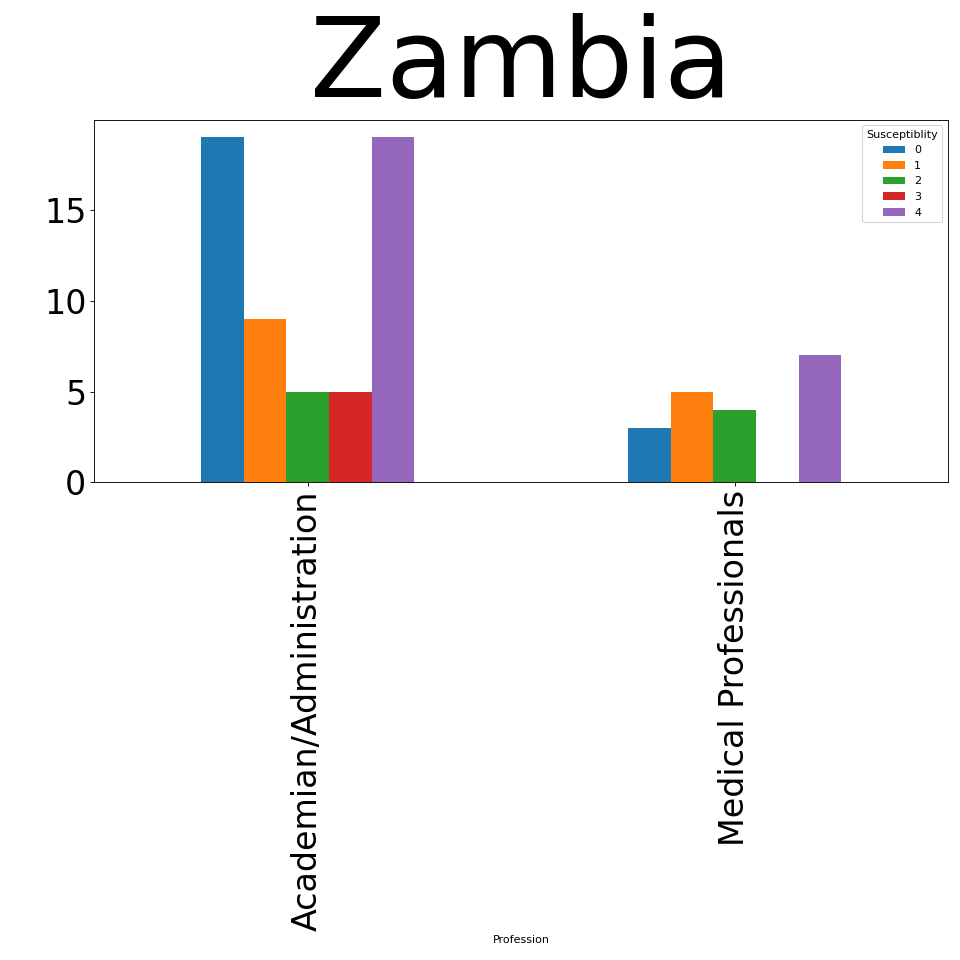 Zambia
Susceptiblity
0
1
2
3
4
15
10
5
0
Academian/Administration
Medical Professionals
Profession